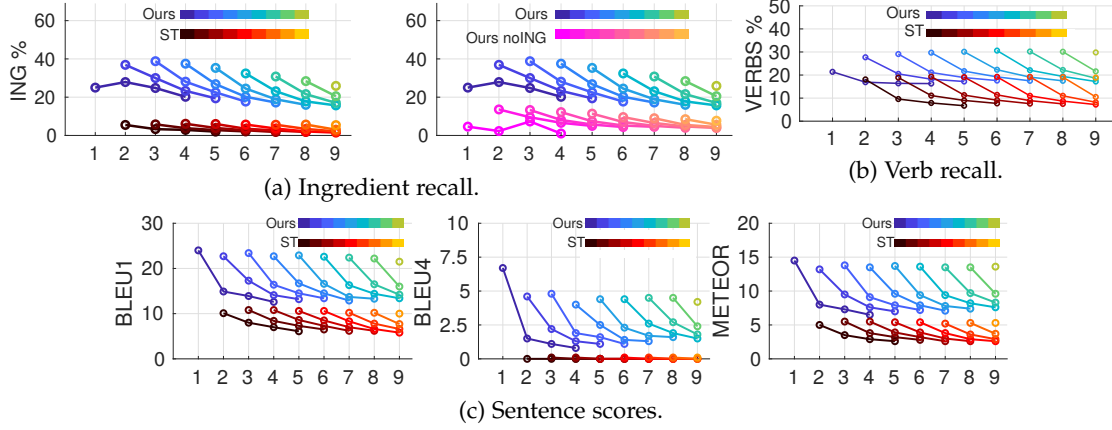 Ours
ST
ING %
60
40
20
0
1 2 3 4 5 6 7 8 9
Ours
Ours noING
60
40
20
0
1 2 3 4 5 6 7 8 9
(a) Ingredient recall.
Ours
ST
VERBS %
50
40
30
20
10
0
1 2 3 4 5 6 7 8 9
(b) Verb recall.
Ours
ST
BLEU1
30
20
10
0
1 2 3 4 5 6 7 8 9
Ours
ST
BLEU4
10
7.5
5
2.5
0
1 2 3 4 5 6 7 8 9
Ours
ST
METEOR
20
15
10
5
0
1 2 3 4 5 6 7 8 9
(c) Sentence scores.